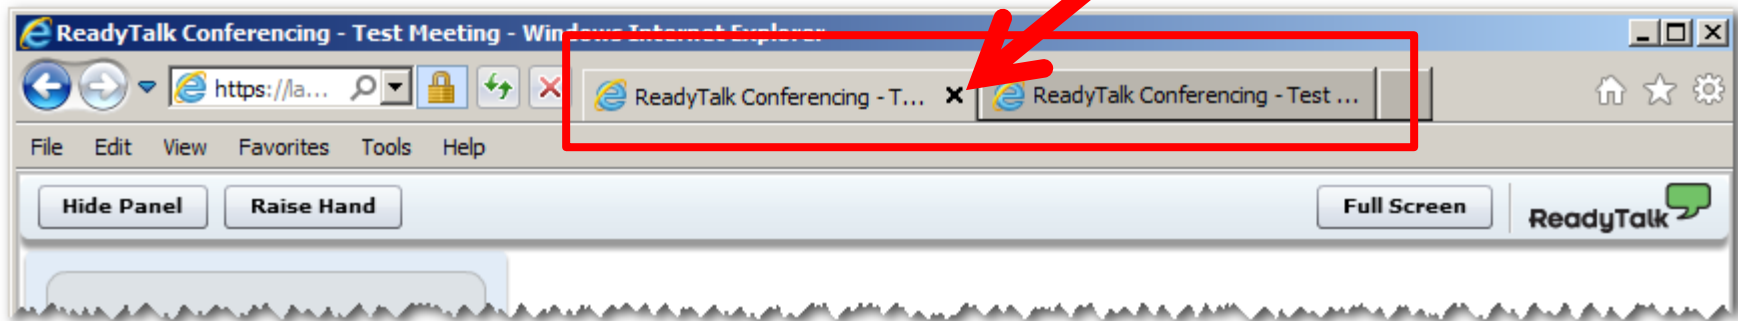 ReadyTalk Conferencing - Test Meeting - Windows Internet Explorer
https://la...
ReadyTalk Conferencing - T...
ReadyTalk Conferencing - Test ...
File Edit View Favorites Tools Help
Hide Panel Raise Hand Full Screen ReadyTalk